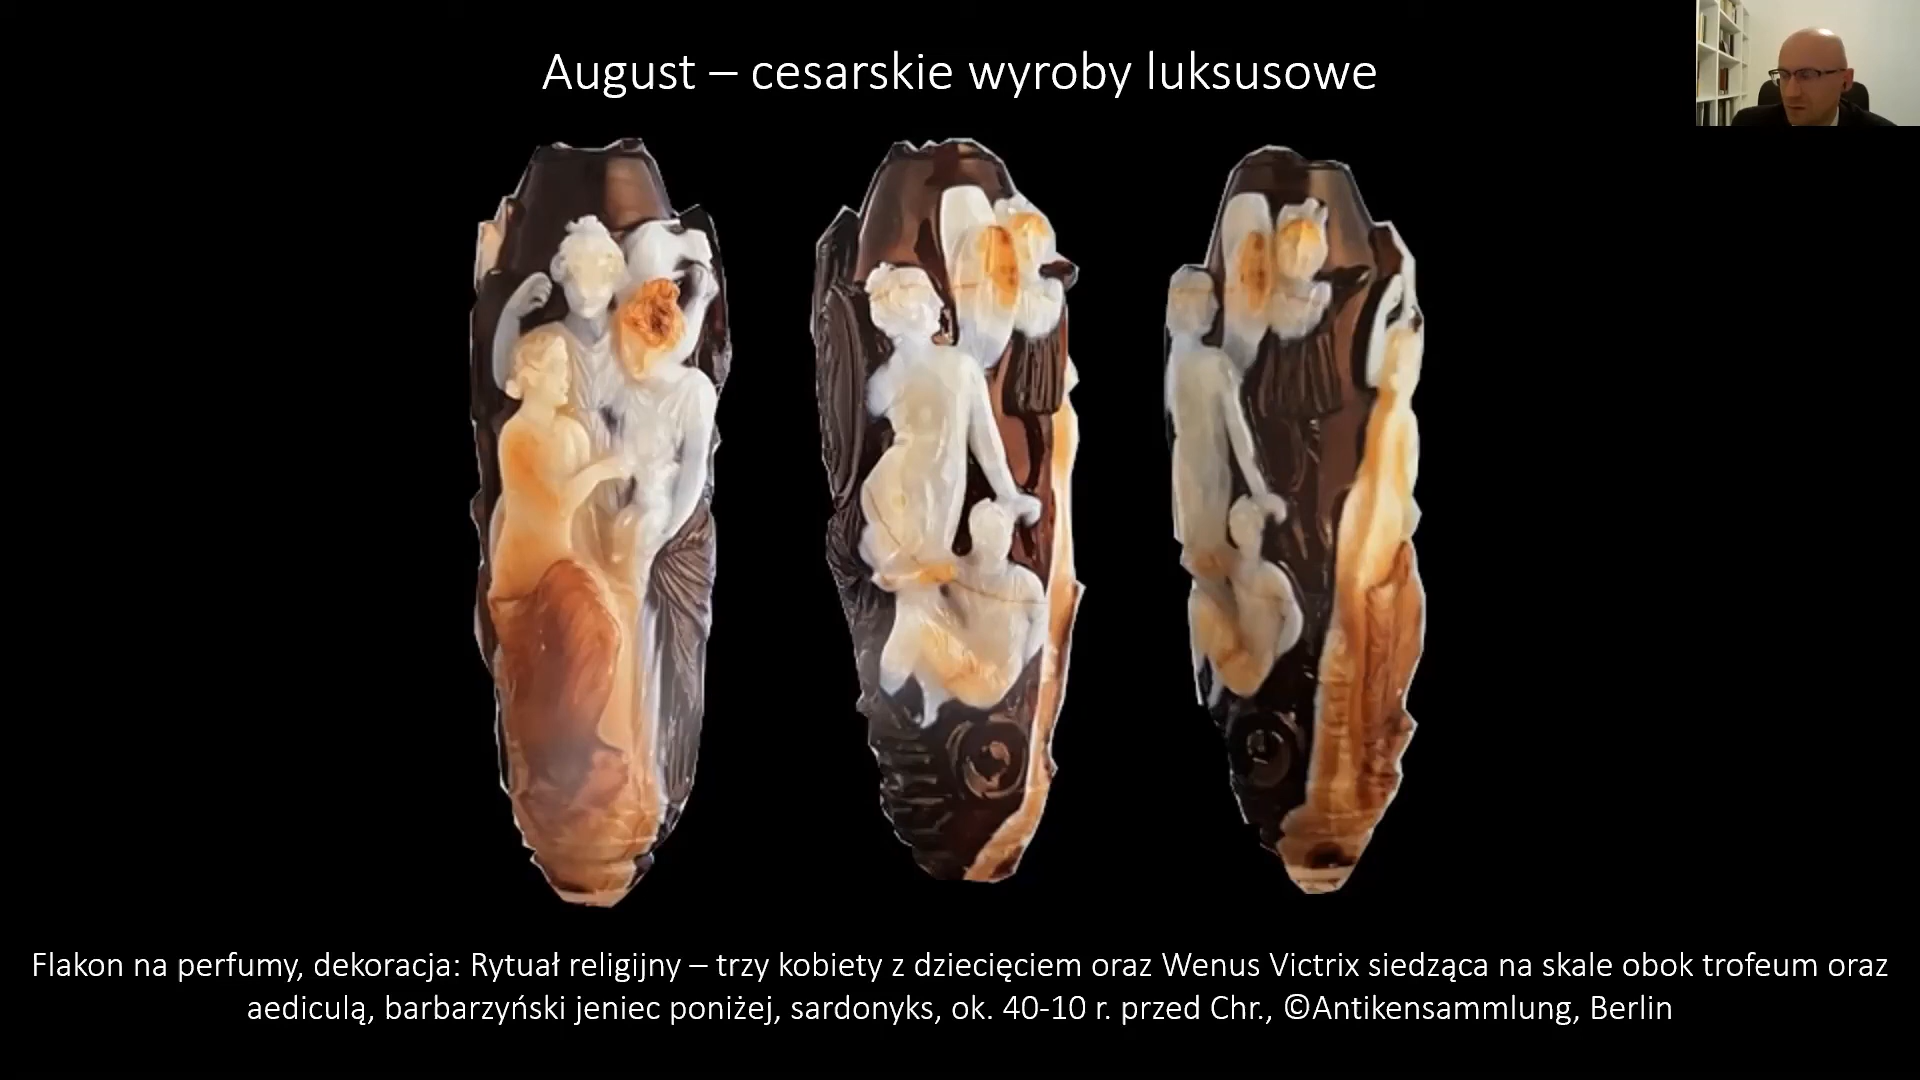 August – cesarskie wyroby luksusowe
Flakon na perfumy, dekoracja: Rytuał religijny – trzy kobiety z dziecięciem oraz Wenus Victrix siedząca na skale obok trofeum oraz
aediculą, barbarzyński jeniec poniżej, sardonyks, ok. 40-10 r. przed Chr., ©Antikensammlung, Berlin